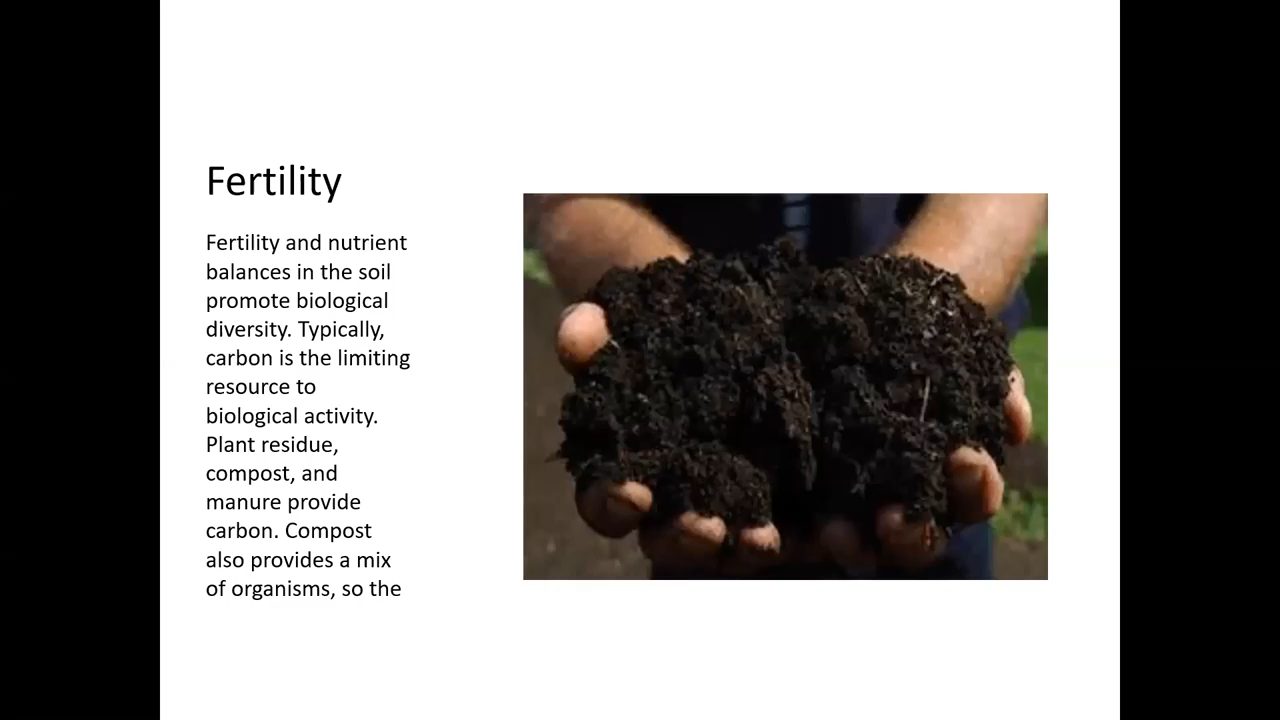 Fertility
Fertility and nutrient
balances in the soil
promote biological
diversity. Typically,
carbon is the limiting
resource to
biological activity.
Plant residue,
compost, and
manure provide
carbon. Compost
also provides a mix
of organisms, so the